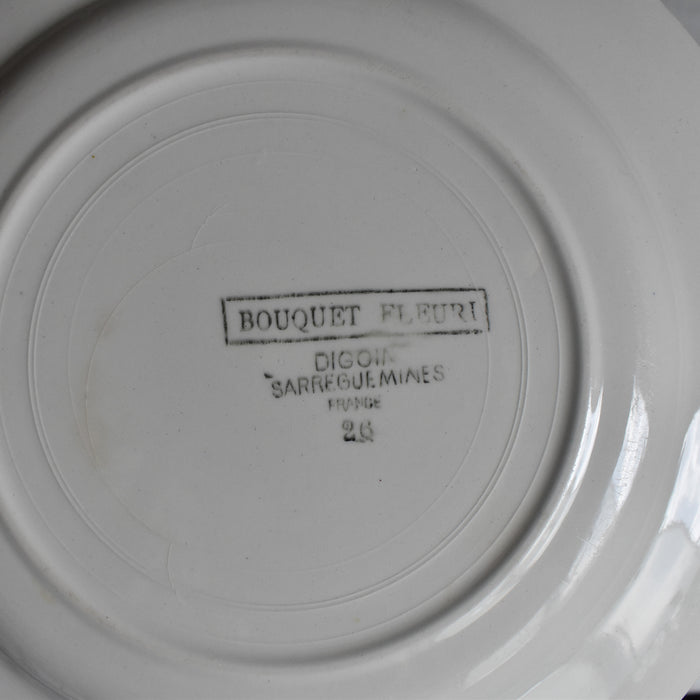 BOUQUET FLEURI
DIGOIN
SARREGUEMINES
FRANCE
26